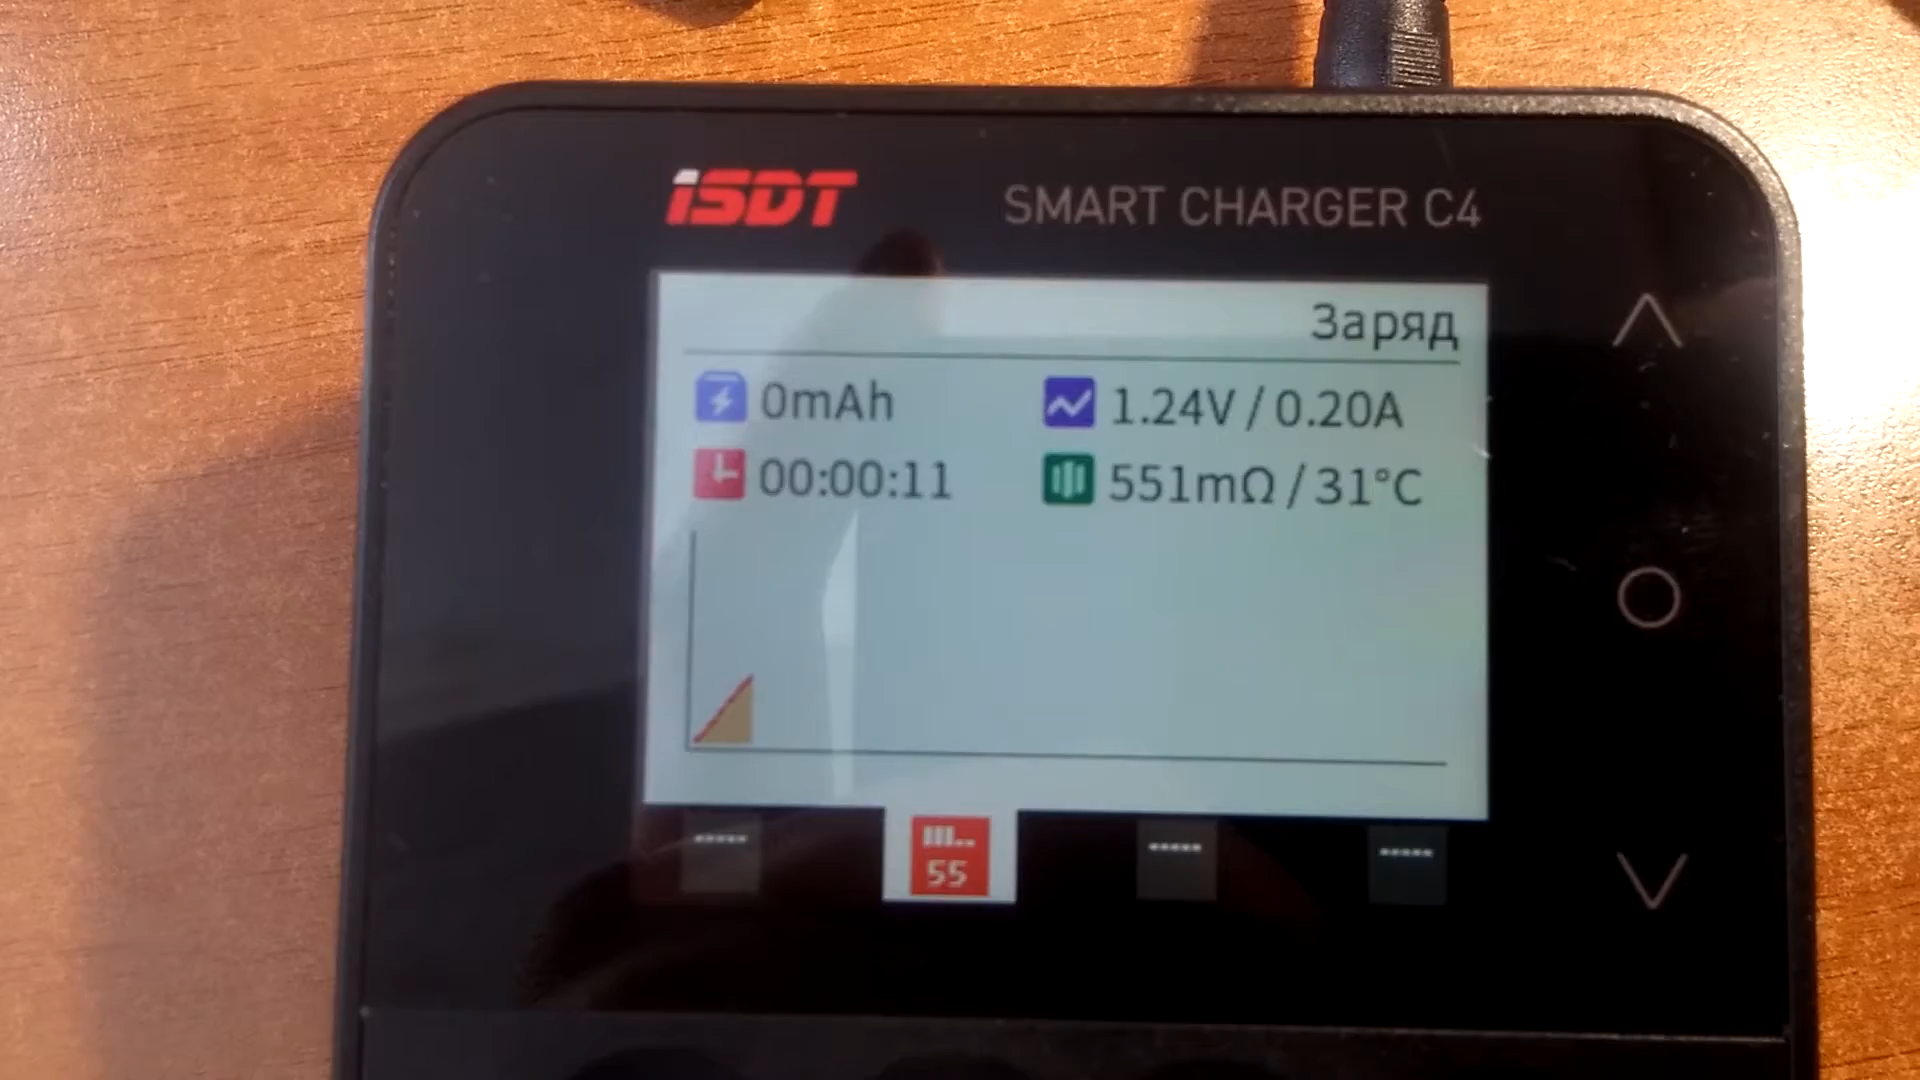 iSDT
SMART CHARGER C4
Заряд
0mAh
1.24V / 0.20A
00:00:11
551mΩ / 31°C
-----
55
-----
-----